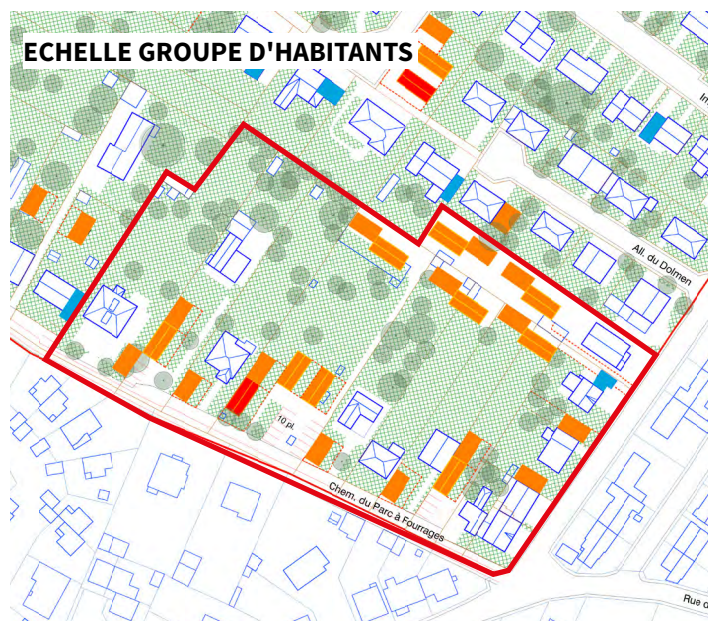 ECHELLE GROUPE D'HABITANTS
All. du Dolmen
10 pl.
Chem. du Parc à Fourrages
Rue d